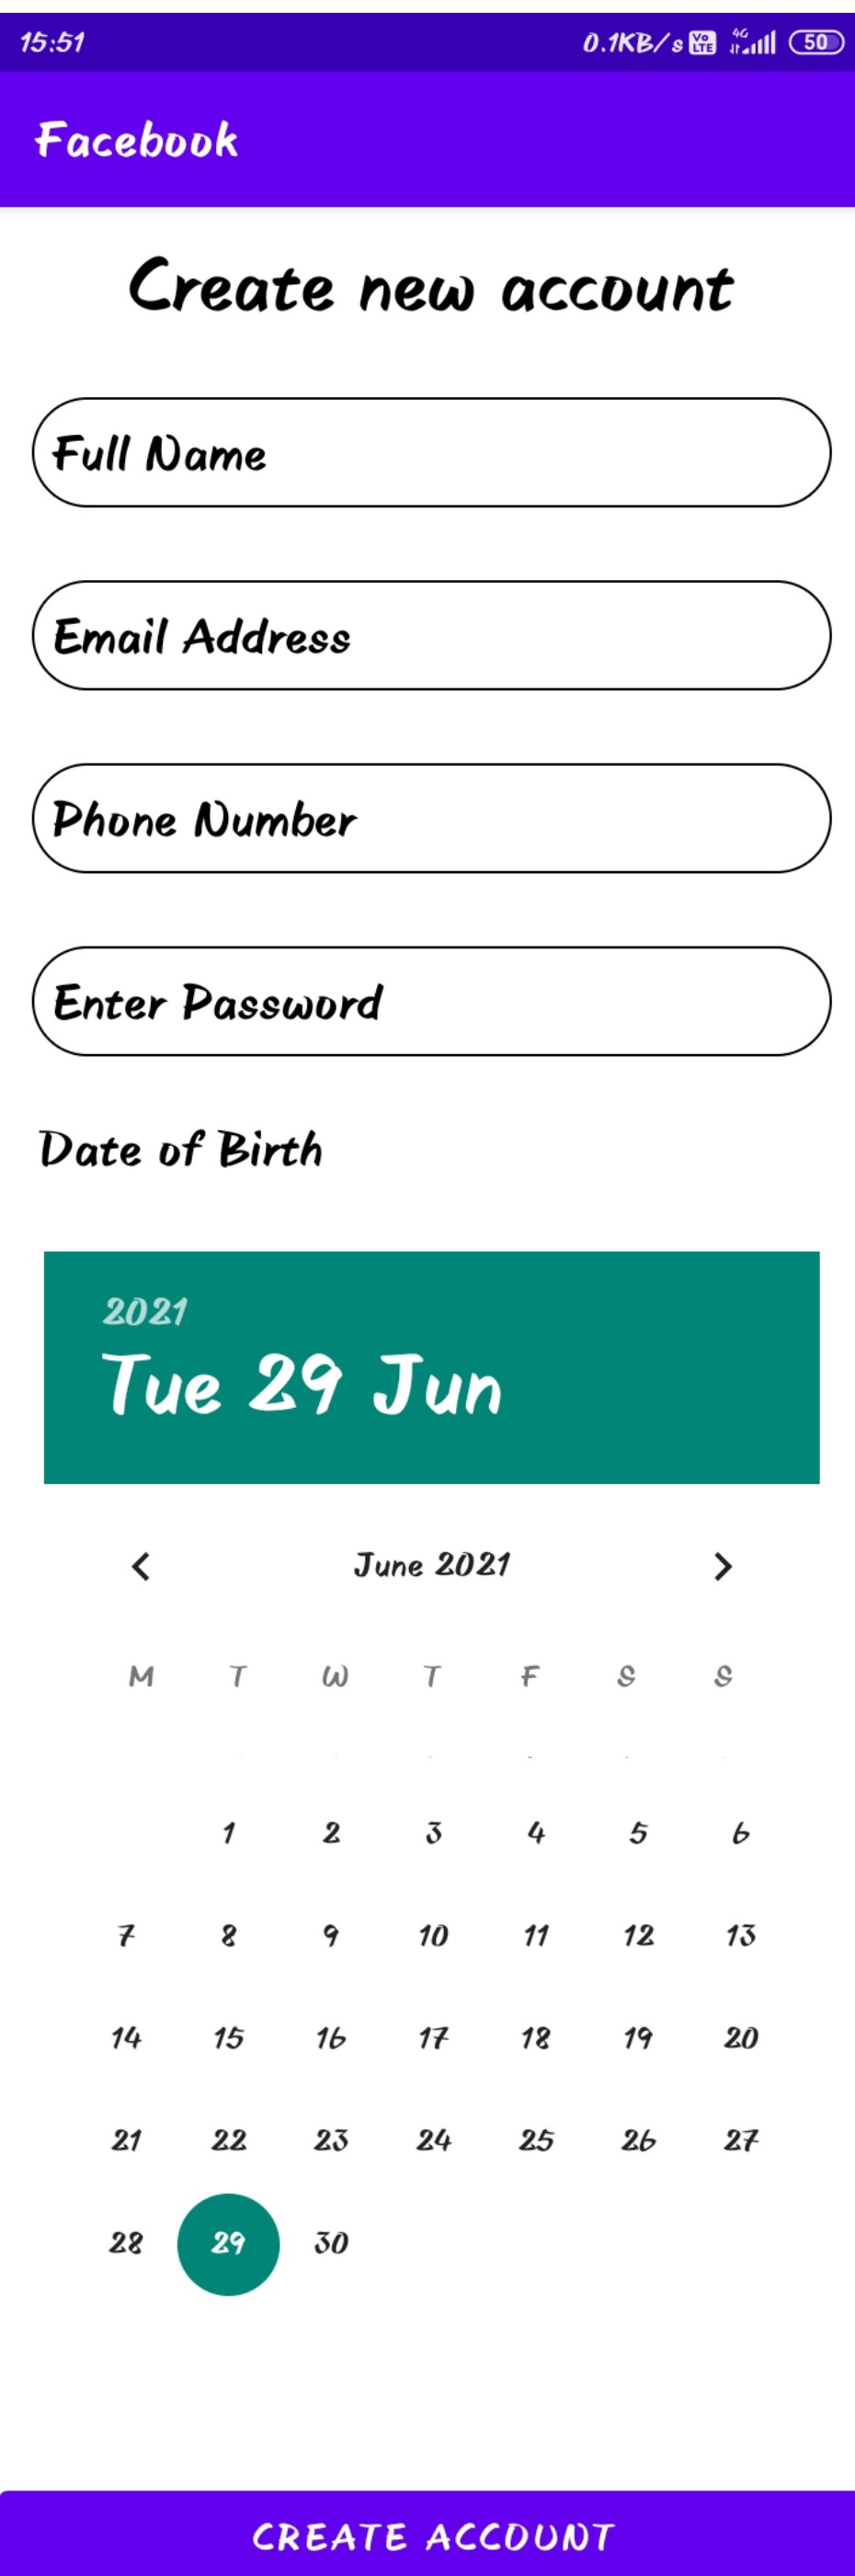 15:51 0.1KB/s Vo LTE 4G 50
Facebook
Create new account
Full Name
Email Address
Phone Number
Enter Password
Date of Birth
2021
Tue 29 Jun
June 2021
M T W T F S S
1 2 3 4 5 6
7 8 9 10 11 12 13
14 15 16 17 18 19 20
21 22 23 24 25 26 27
28 29 30
CREATE ACCOUNT